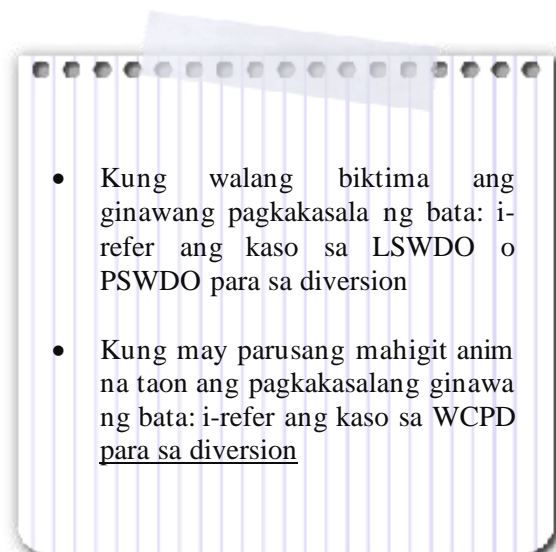 • Kung walang biktima ang
ginawang pagkakasala ng bata: i-
refer ang kaso sa LSWDO o
PSWDO para sa diversion
• Kung may parusang mahigit anim
na taon ang pagkakasalang ginawa
ng bata: i-refer ang kaso sa WCPD
para sa diversion